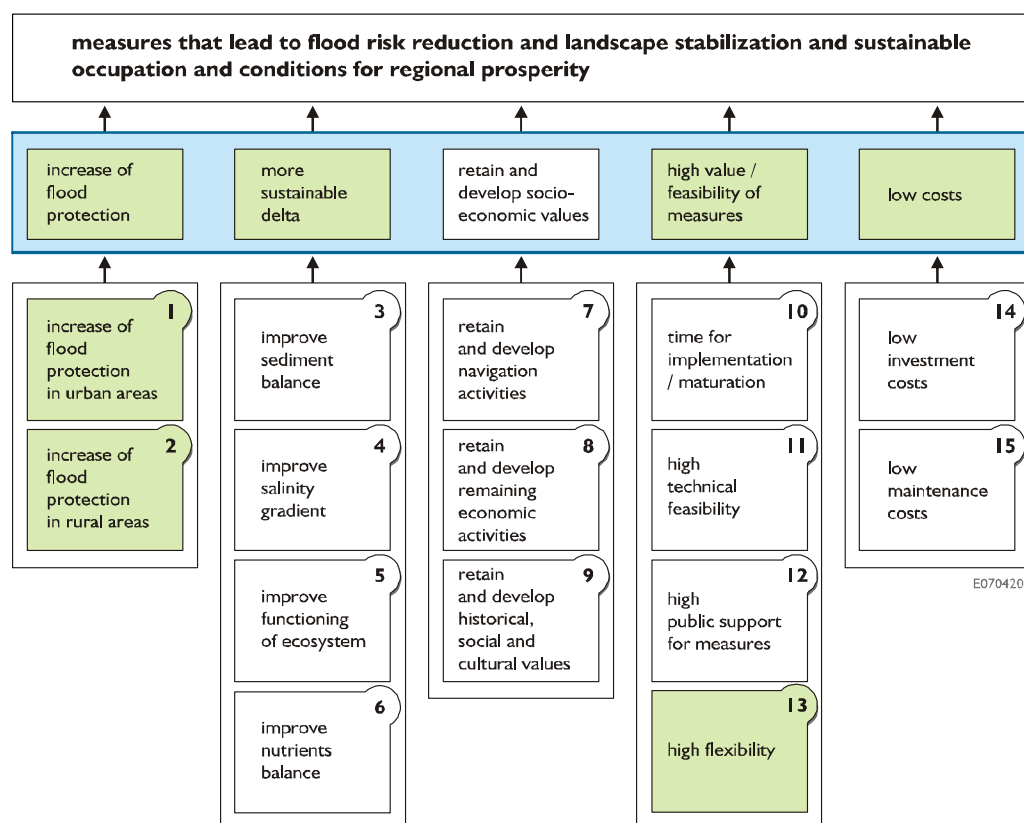 measures that lead to flood risk reduction and landscape stabilization and sustainable
occupation and conditions for regional prosperity
increase of
flood
protection
more
sustainable
delta
retain and
develop socio-
economic values
high value /
feasibility of
measures
low costs
1
increase of
flood
protection
in urban areas
2
increase of
flood
protection
in rural areas
3
improve
sediment
balance
4
improve
salinity
gradient
5
improve
functioning
of ecosystem
6
improve
nutrients
balance
7
retain
and develop
navigation
activities
8
retain
and develop
remaining
economic
activities
9
retain
and develop
historical,
social and
cultural values
10
time for
implementation
/ maturation
11
high
technical
feasibility
12
high
public support
for measures
13
high flexibility
14
low
investment
costs
15
low
maintenance
costs
E070420